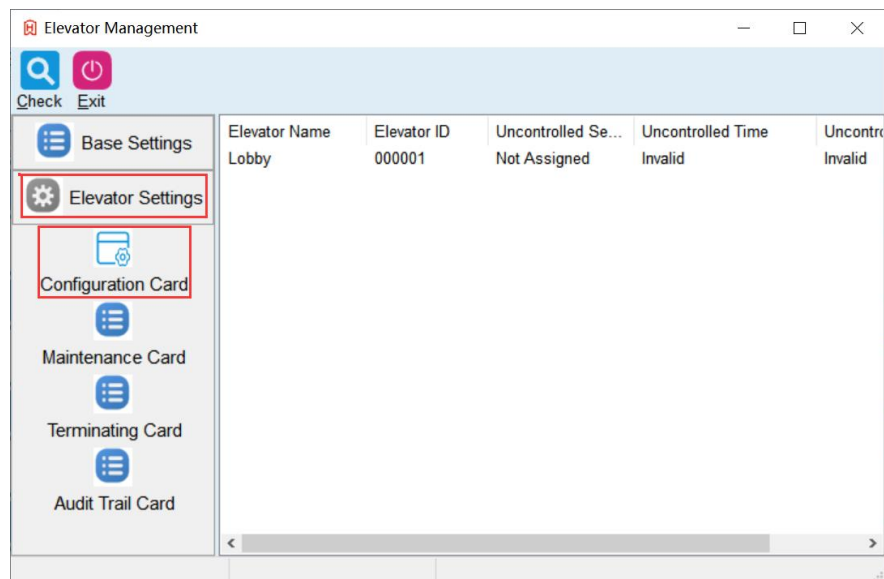 Elevator Management
Check Exit
Base Settings
Elevator Settings
Configuration Card
Maintenance Card
Terminating Card
Audit Trail Card
Elevator Name Elevator ID Uncontrolled Se... Uncontrolled Time Uncontro
Lobby 000001 Not Assigned Invalid Invalid